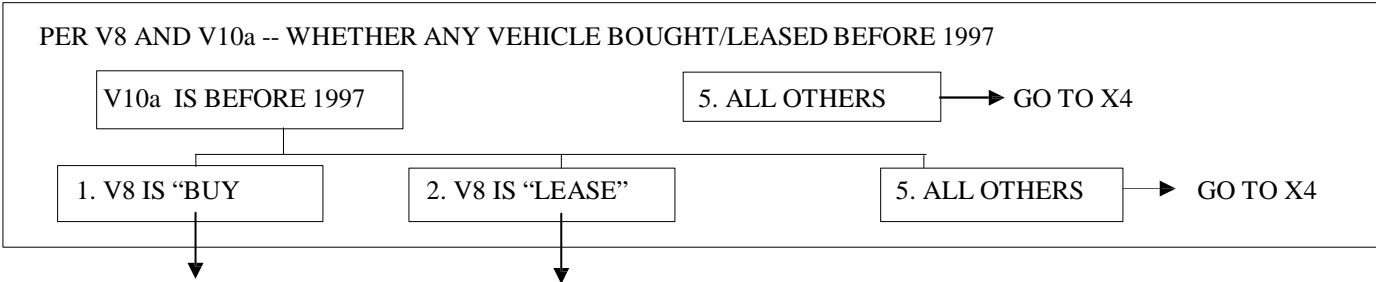 PER V8 AND V10a -- WHETHER ANY VEHICLE BOUGHT/LEASED BEFORE 1997
V10a IS BEFORE 1997
5. ALL OTHERS
GO TO X4
1. V8 IS “BUY
2. V8 IS “LEASE”
5. ALL OTHERS
GO TO X4